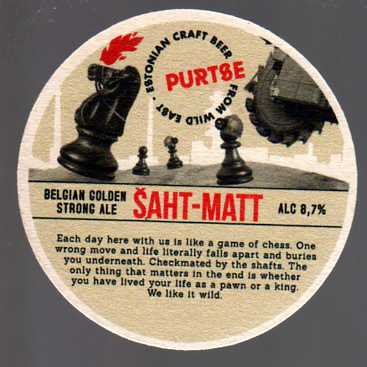 · ESTONIAN CRAFT BEER FROM WILD EAST
PURTSE
BELGIAN GOLDEN
STRONG ALE
ŠAHT-MATT
ALC 8,7%
Each day here with us is like a game of chess. One
wrong move and life literally falls apart and buries
you underneath. Checkmated by the shafts. The
only thing that matters in the end is whether
you have lived your life as a pawn or a king.
We like it wild.